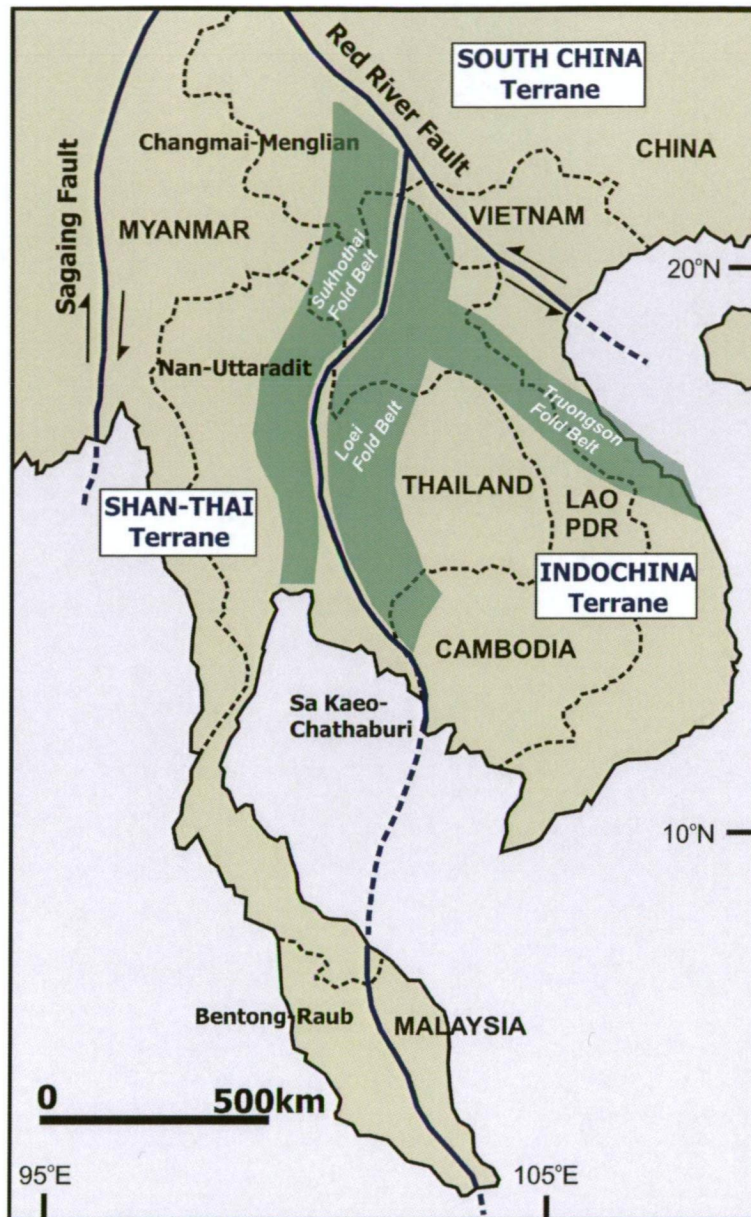 SOUTH CHINA
Terrane
Red River Fault
CHINA
Changmai-Menglian
Sagaing Fault
MYANMAR
VIETNAM
20°N
Sukhothai
Fold Belt
Nan-Uttaradit
Loei
Fold Belt
Truongson
Fold Belt
THAILAND
LAO
PDR
SHAN-THAI
Terrane
INDOCHINA
Terrane
CAMBODIA
Sa Kaeo-
Chathaburi
10°N
Bentong-Raub
MALAYSIA
0 500km
95°E 105°E